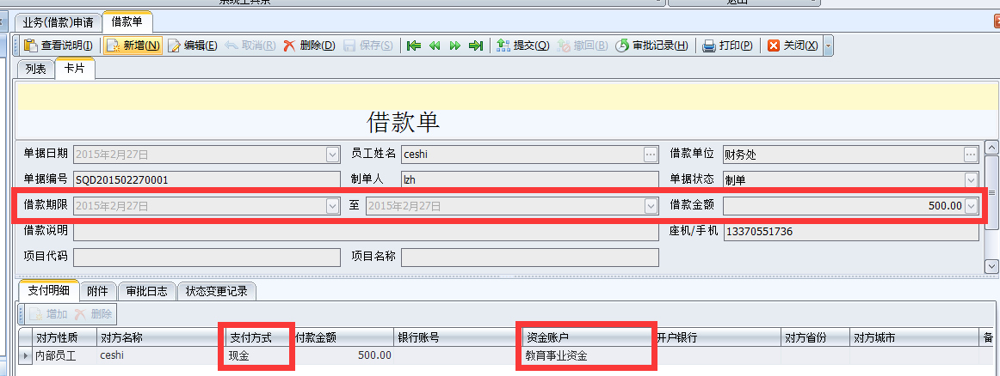 业务(借款)申请 借款单
查看说明(I) 新增(N) 编辑(E) 取消(R) 删除(D) 保存(S) 提交(Q) 撤回(B) 审批记录(H) 打印(P) 关闭(X)
列表 卡片
借款单
单据日期 2015年2月27日 员工姓名 ceshi 借款单位 财务处
单据编号 SQD201502270001 制单人 lzh 单据状态 制单
借款期限 2015年2月27日 至 2015年2月27日 借款金额 500.00
借款说明 座机/手机 13370551736
项目代码 项目名称
支付明细 附件 审批日志 状态变更记录
增加 删除
对方性质 对方名称 支付方式 付款金额 银行账号 资金账户 开户银行 对方省份 对方城市 备
内部员工 ceshi 现金 500.00 教育事业资金